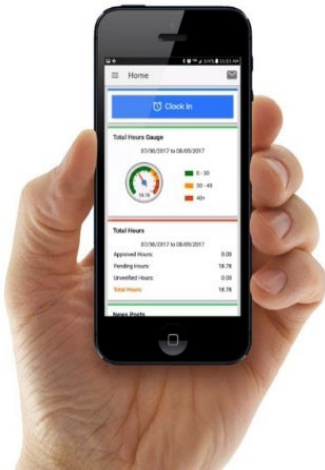 Home
Clock In
Total Hours Gauge
07/30/2017 to 08/05/2017
0 - 30
30 - 40
40+
18.78
Total Hours
07/30/2017 to 08/05/2017
Approved Hours: 0.00
Pending Hours: 18.78
Unverified Hours: 0.00
Total Hours: 18.78
News Posts